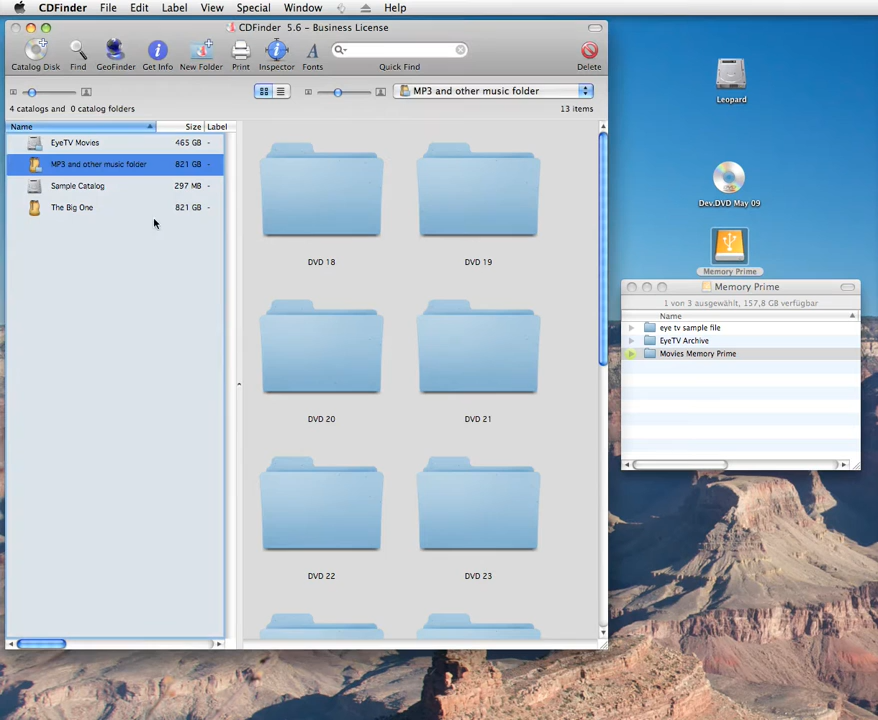 CDFinder File Edit Label View Special Window Help
CDFinder 5.6 - Business License
Catalog Disk Find GeoFinder Get Info New Folder Print Inspector Fonts Quick Find Delete
MP3 and other music folder
4 catalogs and 0 catalog folders
13 items
Name Size Label
EyeTV Movies 465 GB -
MP3 and other music folder 821 GB -
Sample Catalog 297 MB -
The Big One 821 GB -
DVD 18
DVD 19
DVD 20
DVD 21
DVD 22
DVD 23
Leopard
Dev.DVD May 09
Memory Prime
Memory Prime
1 von 3 ausgewählt, 157,8 GB verfügbar
Name
eye tv sample file
EyeTV Archive
Movies Memory Prime